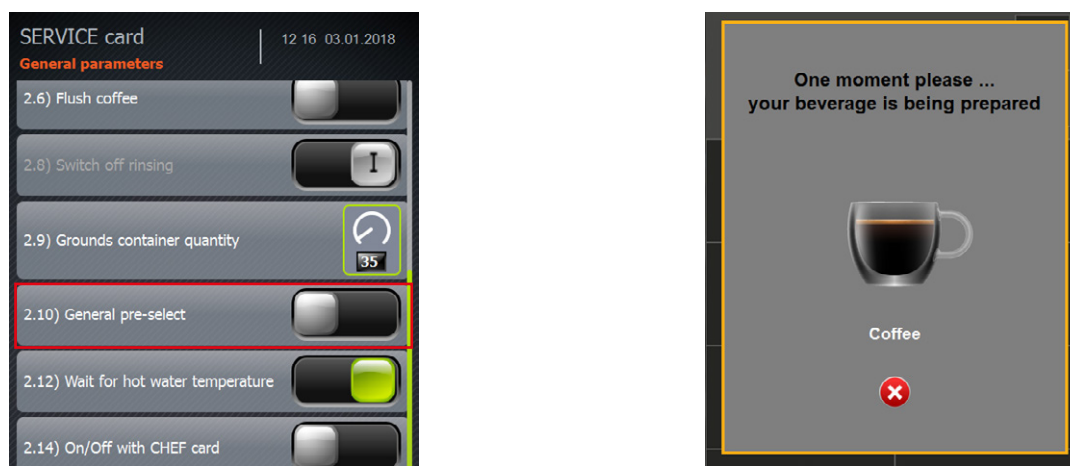 SERVICE card
12 16 03.01.2018
General parameters
2.6) Flush coffee
2.8) Switch off rinsing
I
2.9) Grounds container quantity
35
2.10) General pre-select
2.12) Wait for hot water temperature
2.14) On/Off with CHEF card
One moment please ...
your beverage is being prepared
Coffee